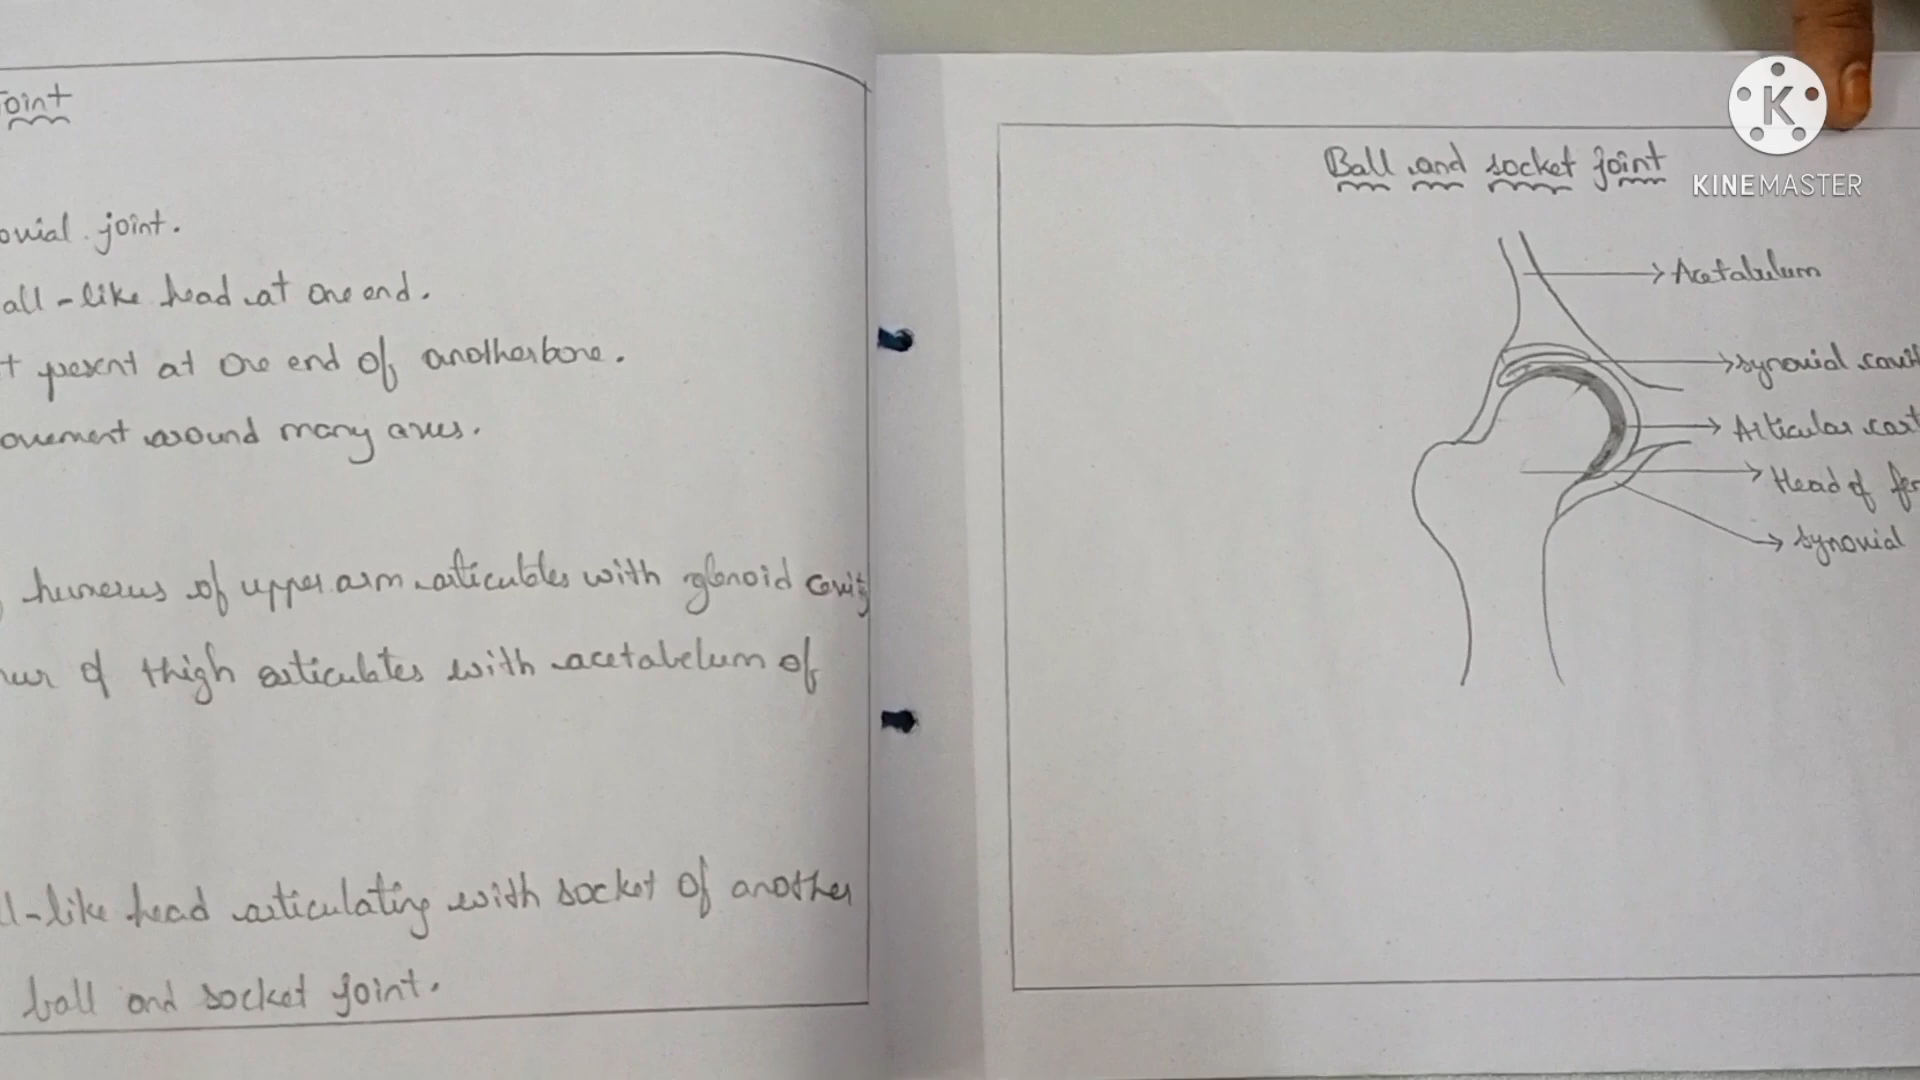 Joint
ovial joint.
all-like head at one end.
t present at one end of another bone.
ovement around many axes.
humerus of upper arm articulates with glenoid cavity
mur of thigh articulates with acetabulum of
ll-like head articulating with socket of another
ball and socket joint.
Ball and socket joint
Acetabulum
Synovial cavit
Articular cart
Head of fe
Synovial
KINEMASTER